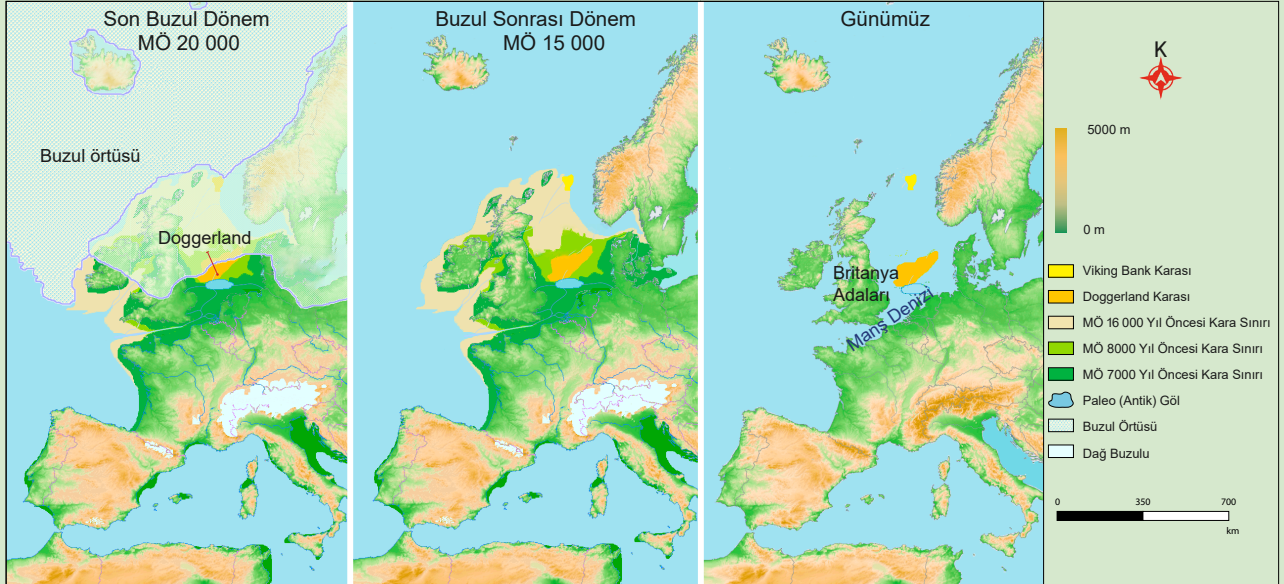 Son Buzul Dönem
MÖ 20 000
Buzul örtüsü
Doggerland
Buzul Sonrası Dönem
MÖ 15 000
Günümüz
Britanya
Adaları
Manş Denizi
K
5000 m
0 m
Viking Bank Karası
Doggerland Karası
MÖ 16 000 Yıl Öncesi Kara Sınırı
MÖ 8000 Yıl Öncesi Kara Sınırı
MÖ 7000 Yıl Öncesi Kara Sınırı
Paleo (Antik) Göl
Buzul Örtüsü
Dağ Buzulu
0 350 700
km